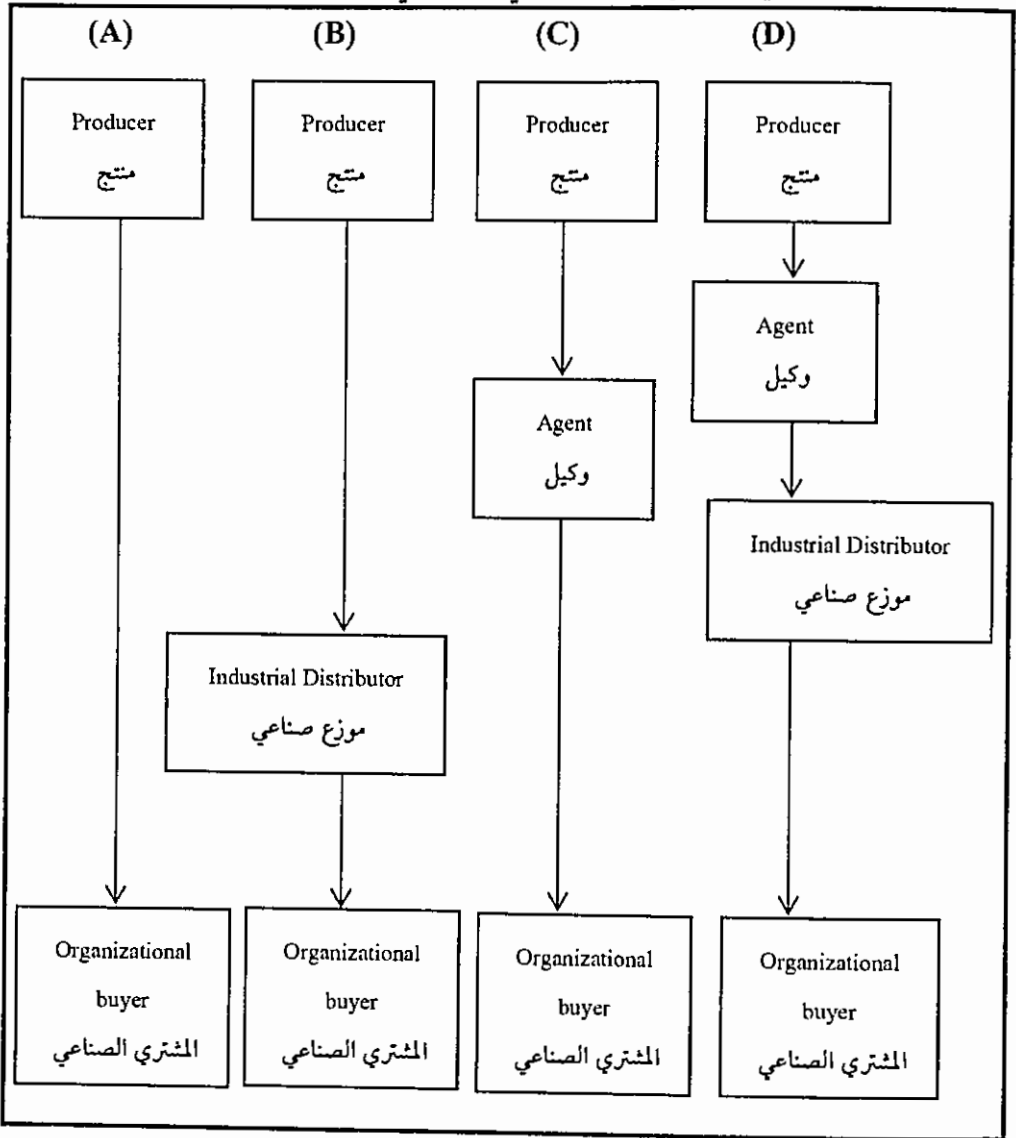 (A) (B) (C) (D)
Producer
منتج
Producer
منتج
Producer
منتج
Producer
منتج
Agent
وكيل
Agent
وكيل
Industrial Distributor
موزع صناعي
Industrial Distributor
موزع صناعي
Organizational
buyer
المشتري الصناعي
Organizational
buyer
المشتري الصناعي
Organizational
buyer
المشتري الصناعي
Organizational
buyer
المشتري الصناعي